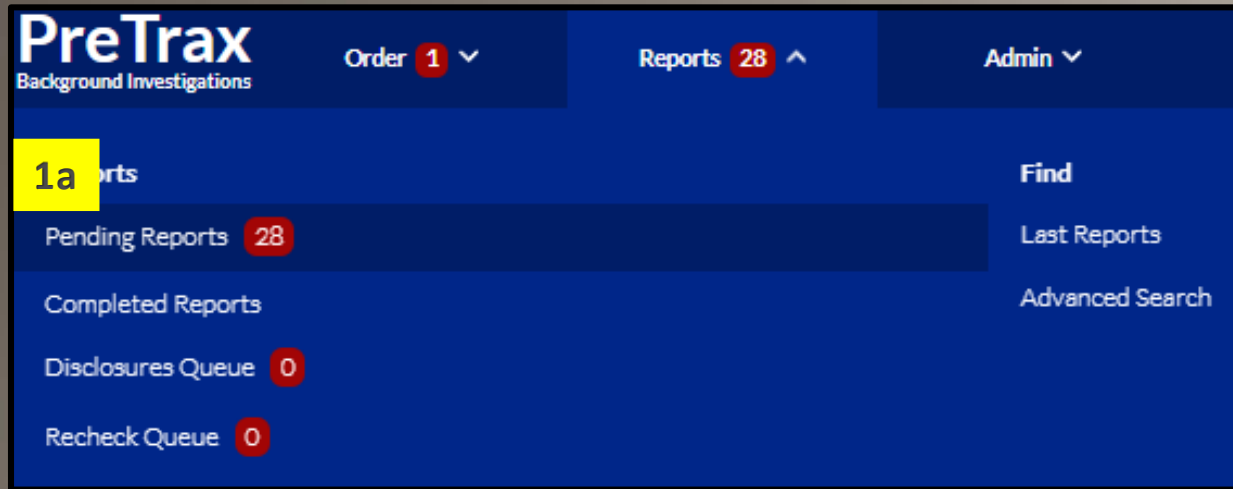 PreTrax
Background Investigations
Order 1
Reports 28
Admin
1a
orts
Pending Reports 28
Completed Reports
Disclosures Queue 0
Recheck Queue 0
Find
Last Reports
Advanced Search